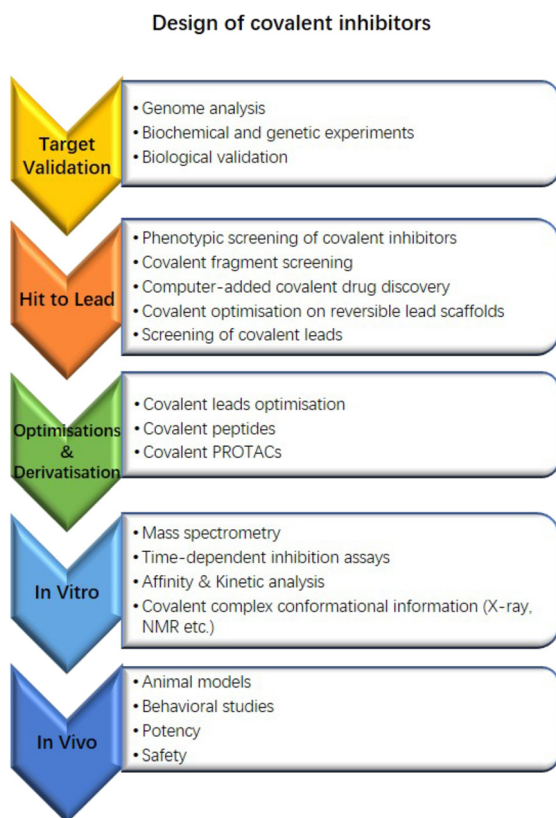 Design of covalent inhibitors
Target
Validation
• Genome analysis
• Biochemical and genetic experiments
• Biological validation
Hit to Lead
• Phenotypic screening of covalent inhibitors
• Covalent fragment screening
• Computer-added covalent drug discovery
• Covalent optimisation on reversible lead scaffolds
• Screening of covalent leads
Optimisations
&
Derivatisation
• Covalent leads optimisation
• Covalent peptides
• Covalent PROTACs
In Vitro
• Mass spectrometry
• Time-dependent inhibition assays
• Affinity & Kinetic analysis
• Covalent complex conformational information (X-ray,
NMR etc.)
In Vivo
• Animal models
• Behavioral studies
• Potency
• Safety